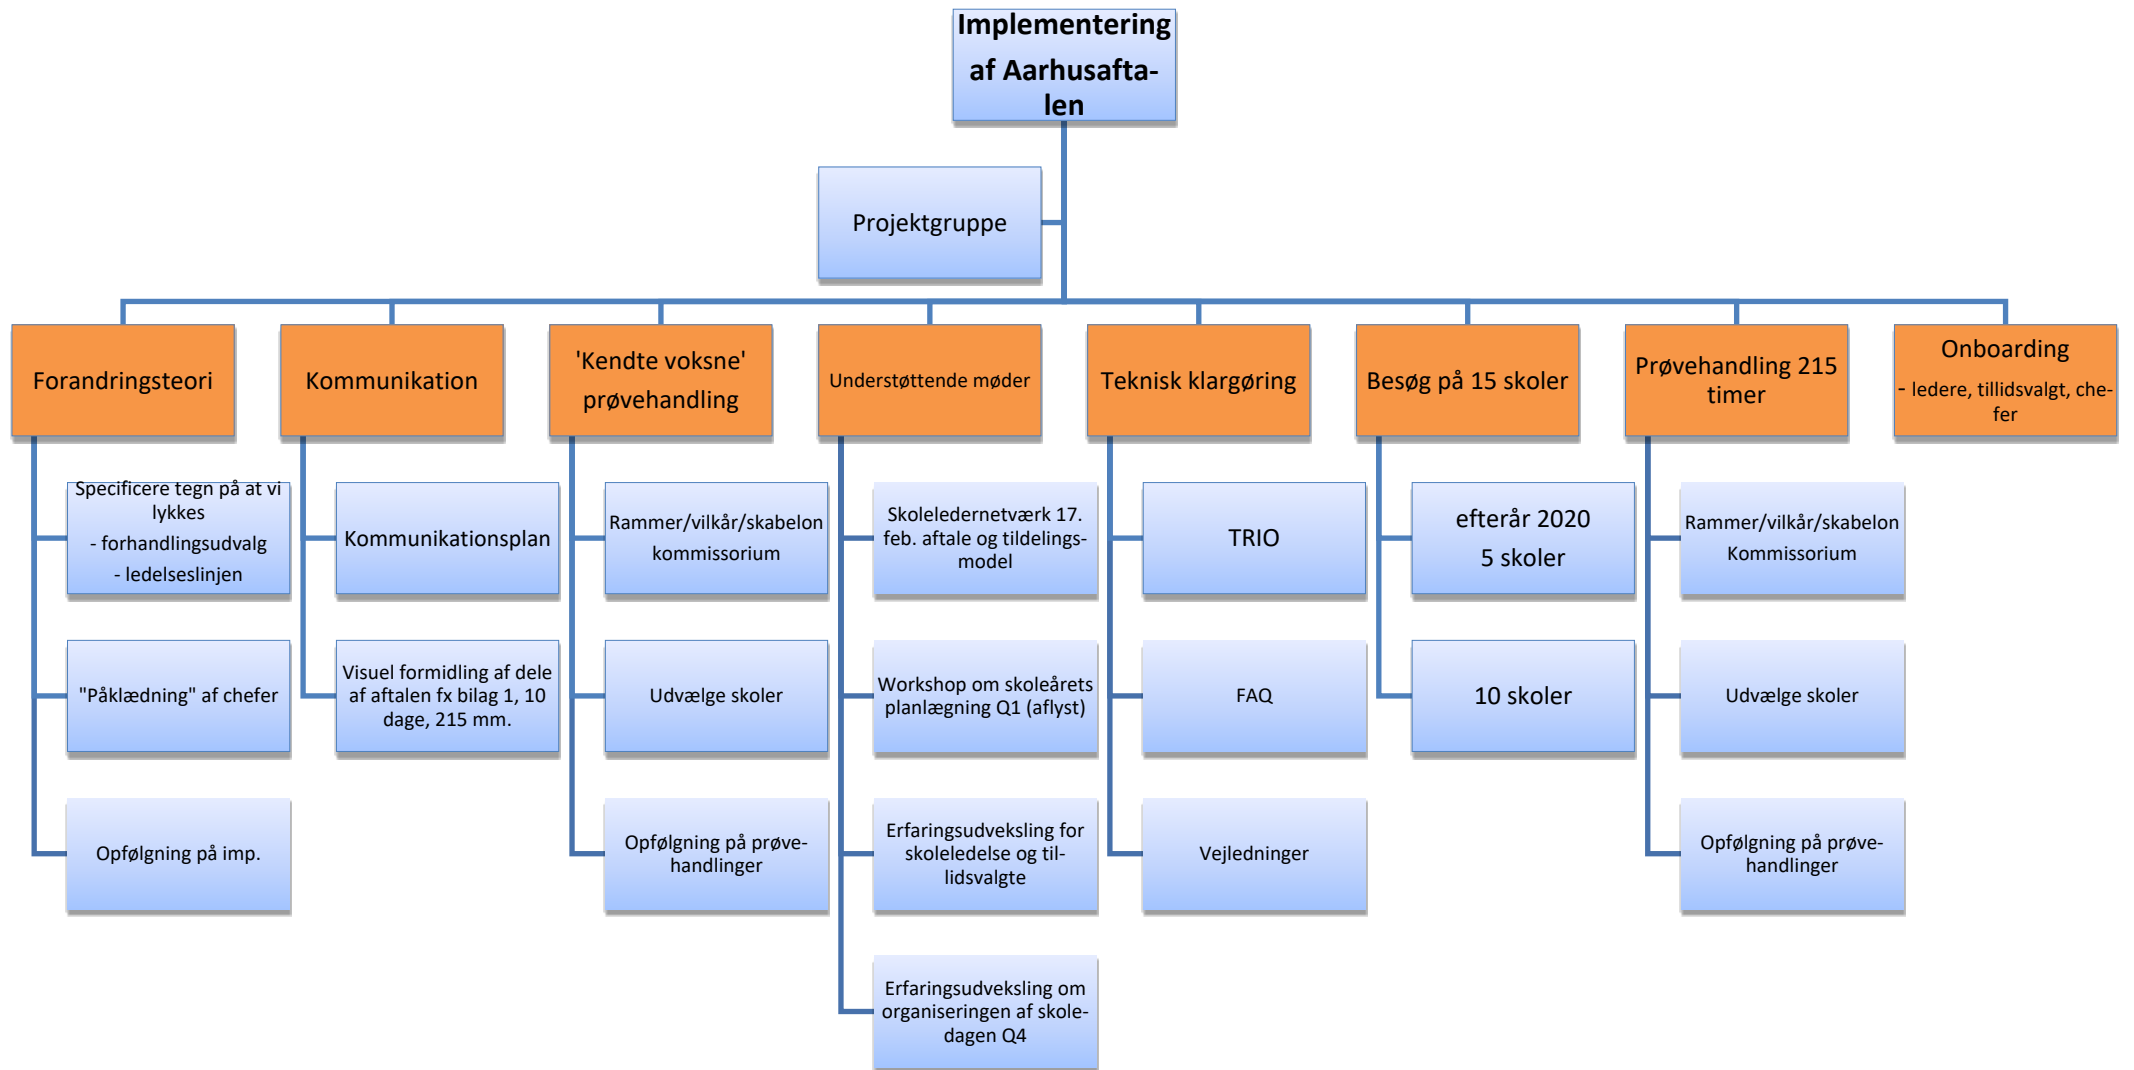 Implementering
af Aarhusafta-
len
Projektgruppe
Forandringsteori
Kommunikation
'Kendte voksne'
prøvehandling
Understøttende møder
Teknisk klargøring
Besøg på 15 skoler
Prøvehandling 215
timer
Onboarding
- ledere, tillidsvalgt, che-
fer
Specificere tegn på at vi
lykkes
- forhandlingsudvalg
- ledelseslinjen
"Påklædning" af chefer
Opfølgning på imp.
Kommunikationsplan
Visuel formidling af dele
af aftalen fx bilag 1, 10
dage, 215 mm.
Rammer/vilkår/skabelon
kommissorium
Udvælge skoler
Opfølgning på prøve-
handlinger
Skoleledernetværk 17.
feb. aftale og tildelings-
model
Workshop om skoleårets
planlægning Q1 (aflyst)
Erfaringsudveksling for
skoleledelse og til-
lidsvalgte
Erfaringsudveksling om
organiseringen af skole-
dagen Q4
TRIO
FAQ
Vejledninger
efterår 2020
5 skoler
10 skoler
Rammer/vilkår/skabelon
Kommissorium
Udvælge skoler
Opfølgning på prøve-
handlinger